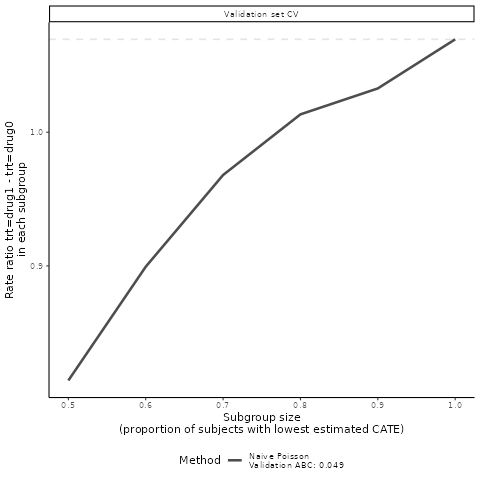 Validation set CV
Rate ratio trt=drug1 - trt=drug0
in each subgroup
1.0
0.9
0.5 0.6 0.7 0.8 0.9 1.0
Subgroup size
(proportion of subjects with lowest estimated CATE)
Method
Naive Poisson
Validation ABC: 0.049